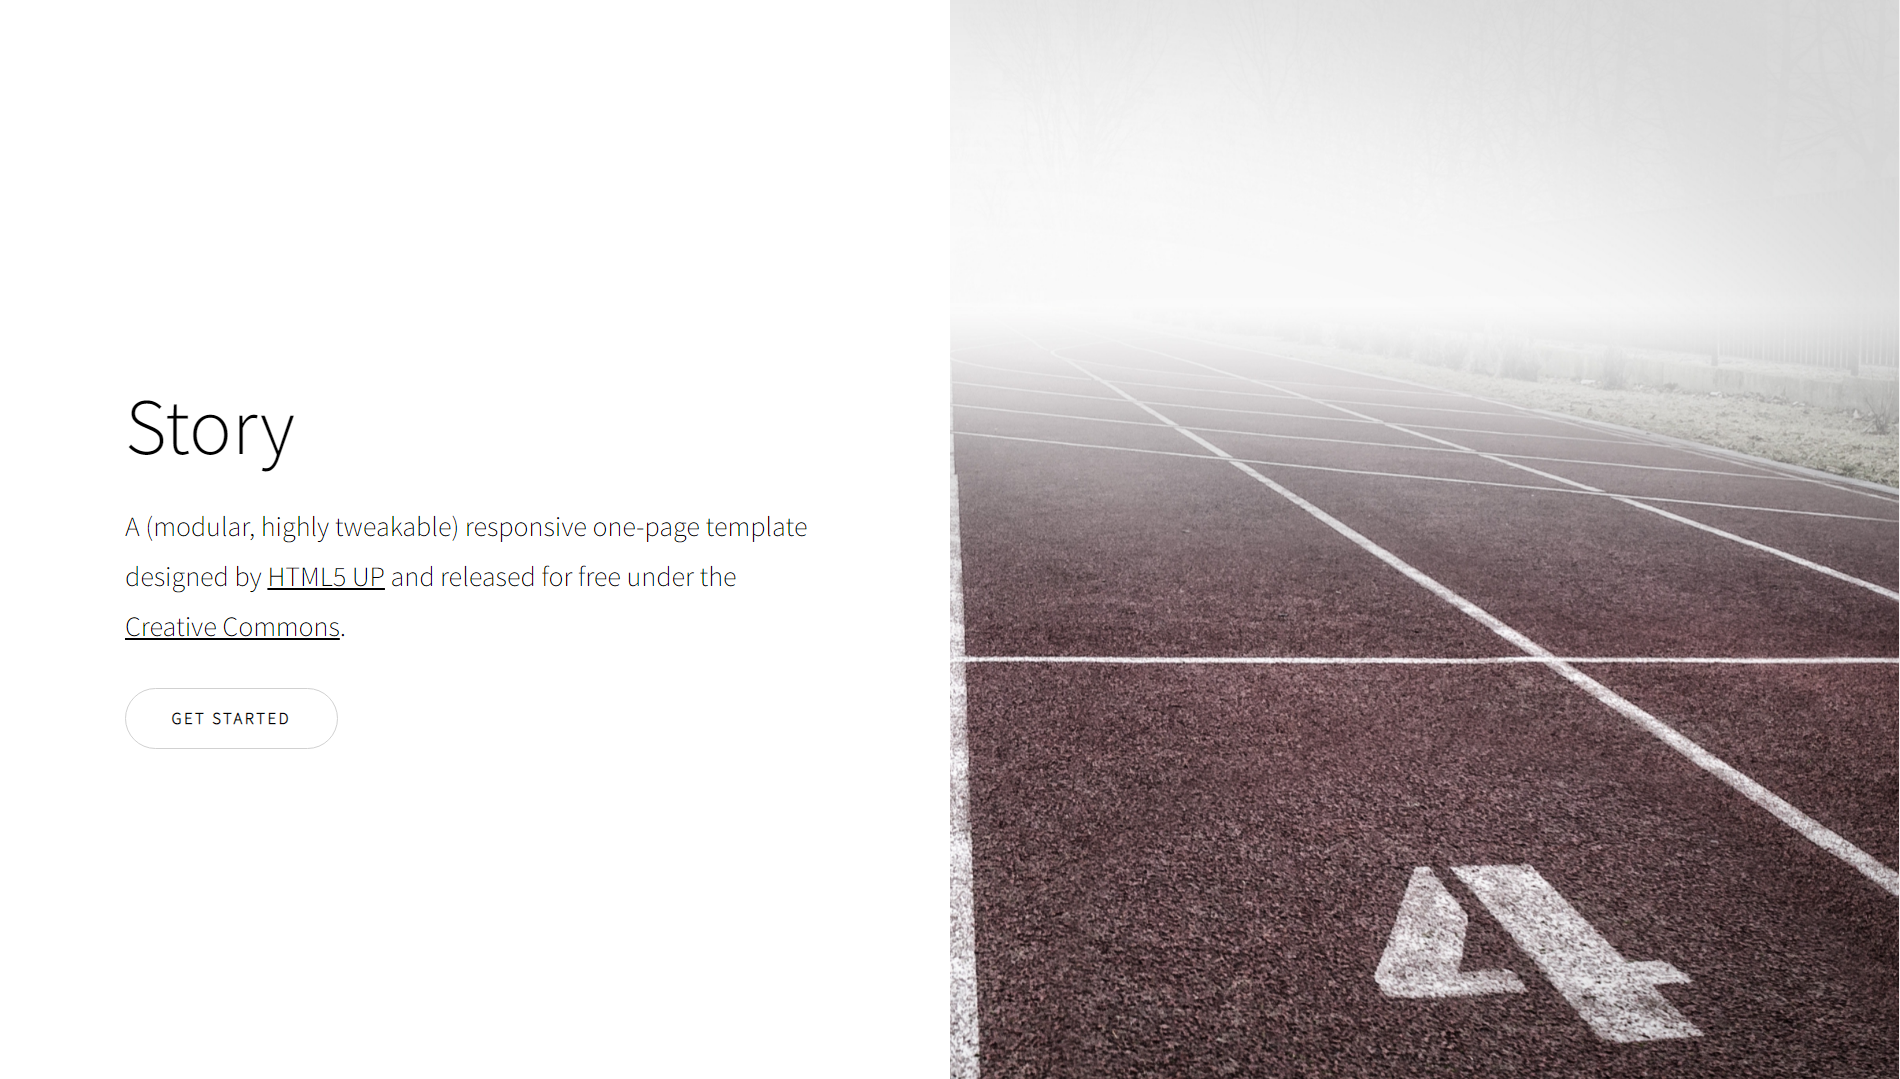 Story
A (modular, highly tweakable) responsive one-page template
designed by HTML5 UP and released for free under the
Creative Commons.
GET STARTED
4